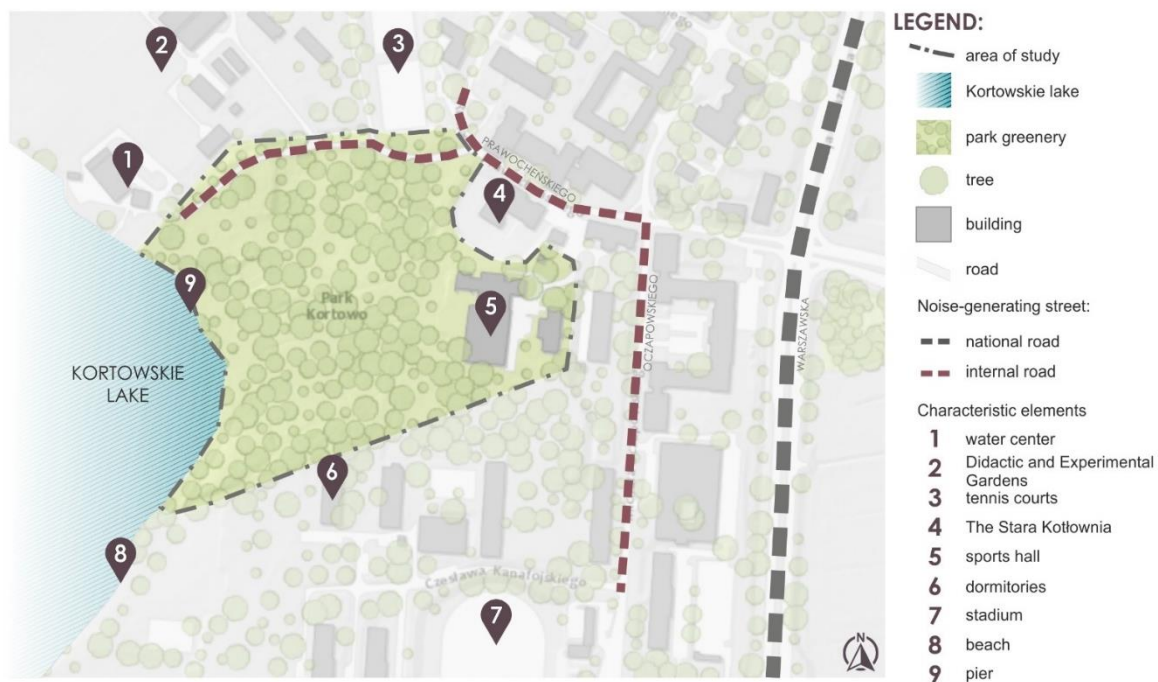 2
3
1
4
9
5
6
8
7
PRAWOCHEŃSKIEGO
Park
Kortowo
OCZAPOWSKIEGO
WARSZAWSKA
KORTOWSKIE
LAKE
Czesława Kanafojskiego
N
LEGEND:
area of study
Kortowskie lake
park greenery
tree
building
road
Noise-generating street:
national road
internal road
Characteristic elements
1 water center
2 Didactic and Experimental
Gardens
3 tennis courts
4 The Stara Kotłownia
5 sports hall
6 dormitories
7 stadium
8 beach
9 pier